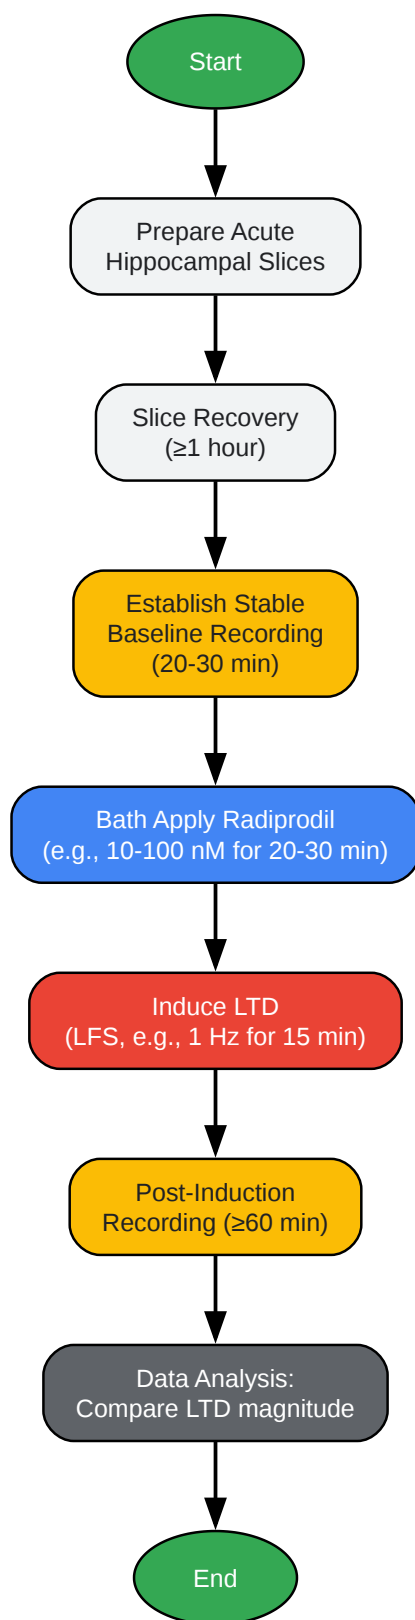 Start
Prepare Acute
Hippocampal Slices
Slice Recovery
(≥1 hour)
Establish Stable
Baseline Recording
(20-30 min)
Bath Apply Radiprodil
(e.g., 10-100 nM for 20-30 min)
Induce LTD
(LFS, e.g., 1 Hz for 15 min)
Post-Induction
Recording (≥60 min)
Data Analysis:
Compare LTD magnitude
End